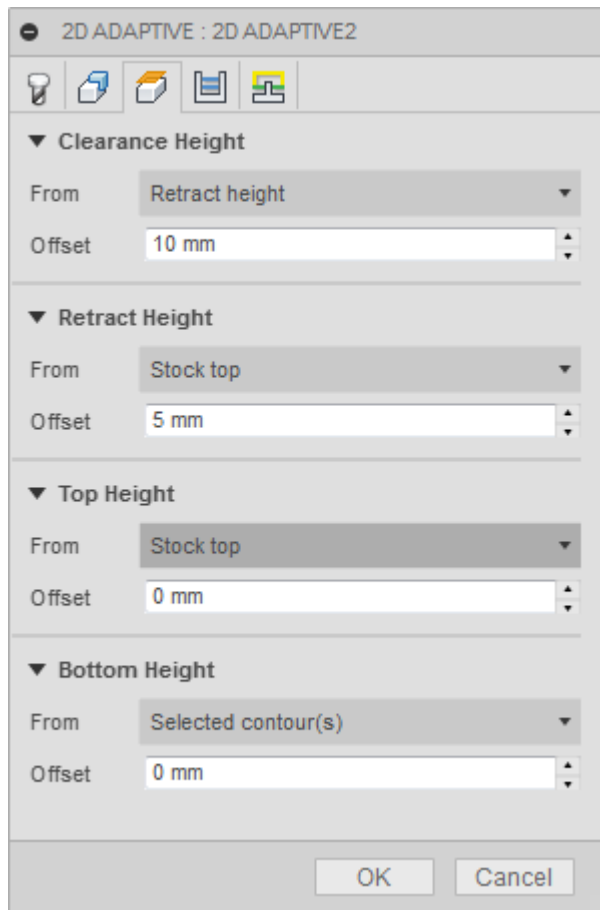 2D ADAPTIVE : 2D ADAPTIVE2
Clearance Height
From Retract height
Offset 10 mm
Retract Height
From Stock top
Offset 5 mm
Top Height
From Stock top
Offset 0 mm
Bottom Height
From Selected contour(s)
Offset 0 mm
OK Cancel